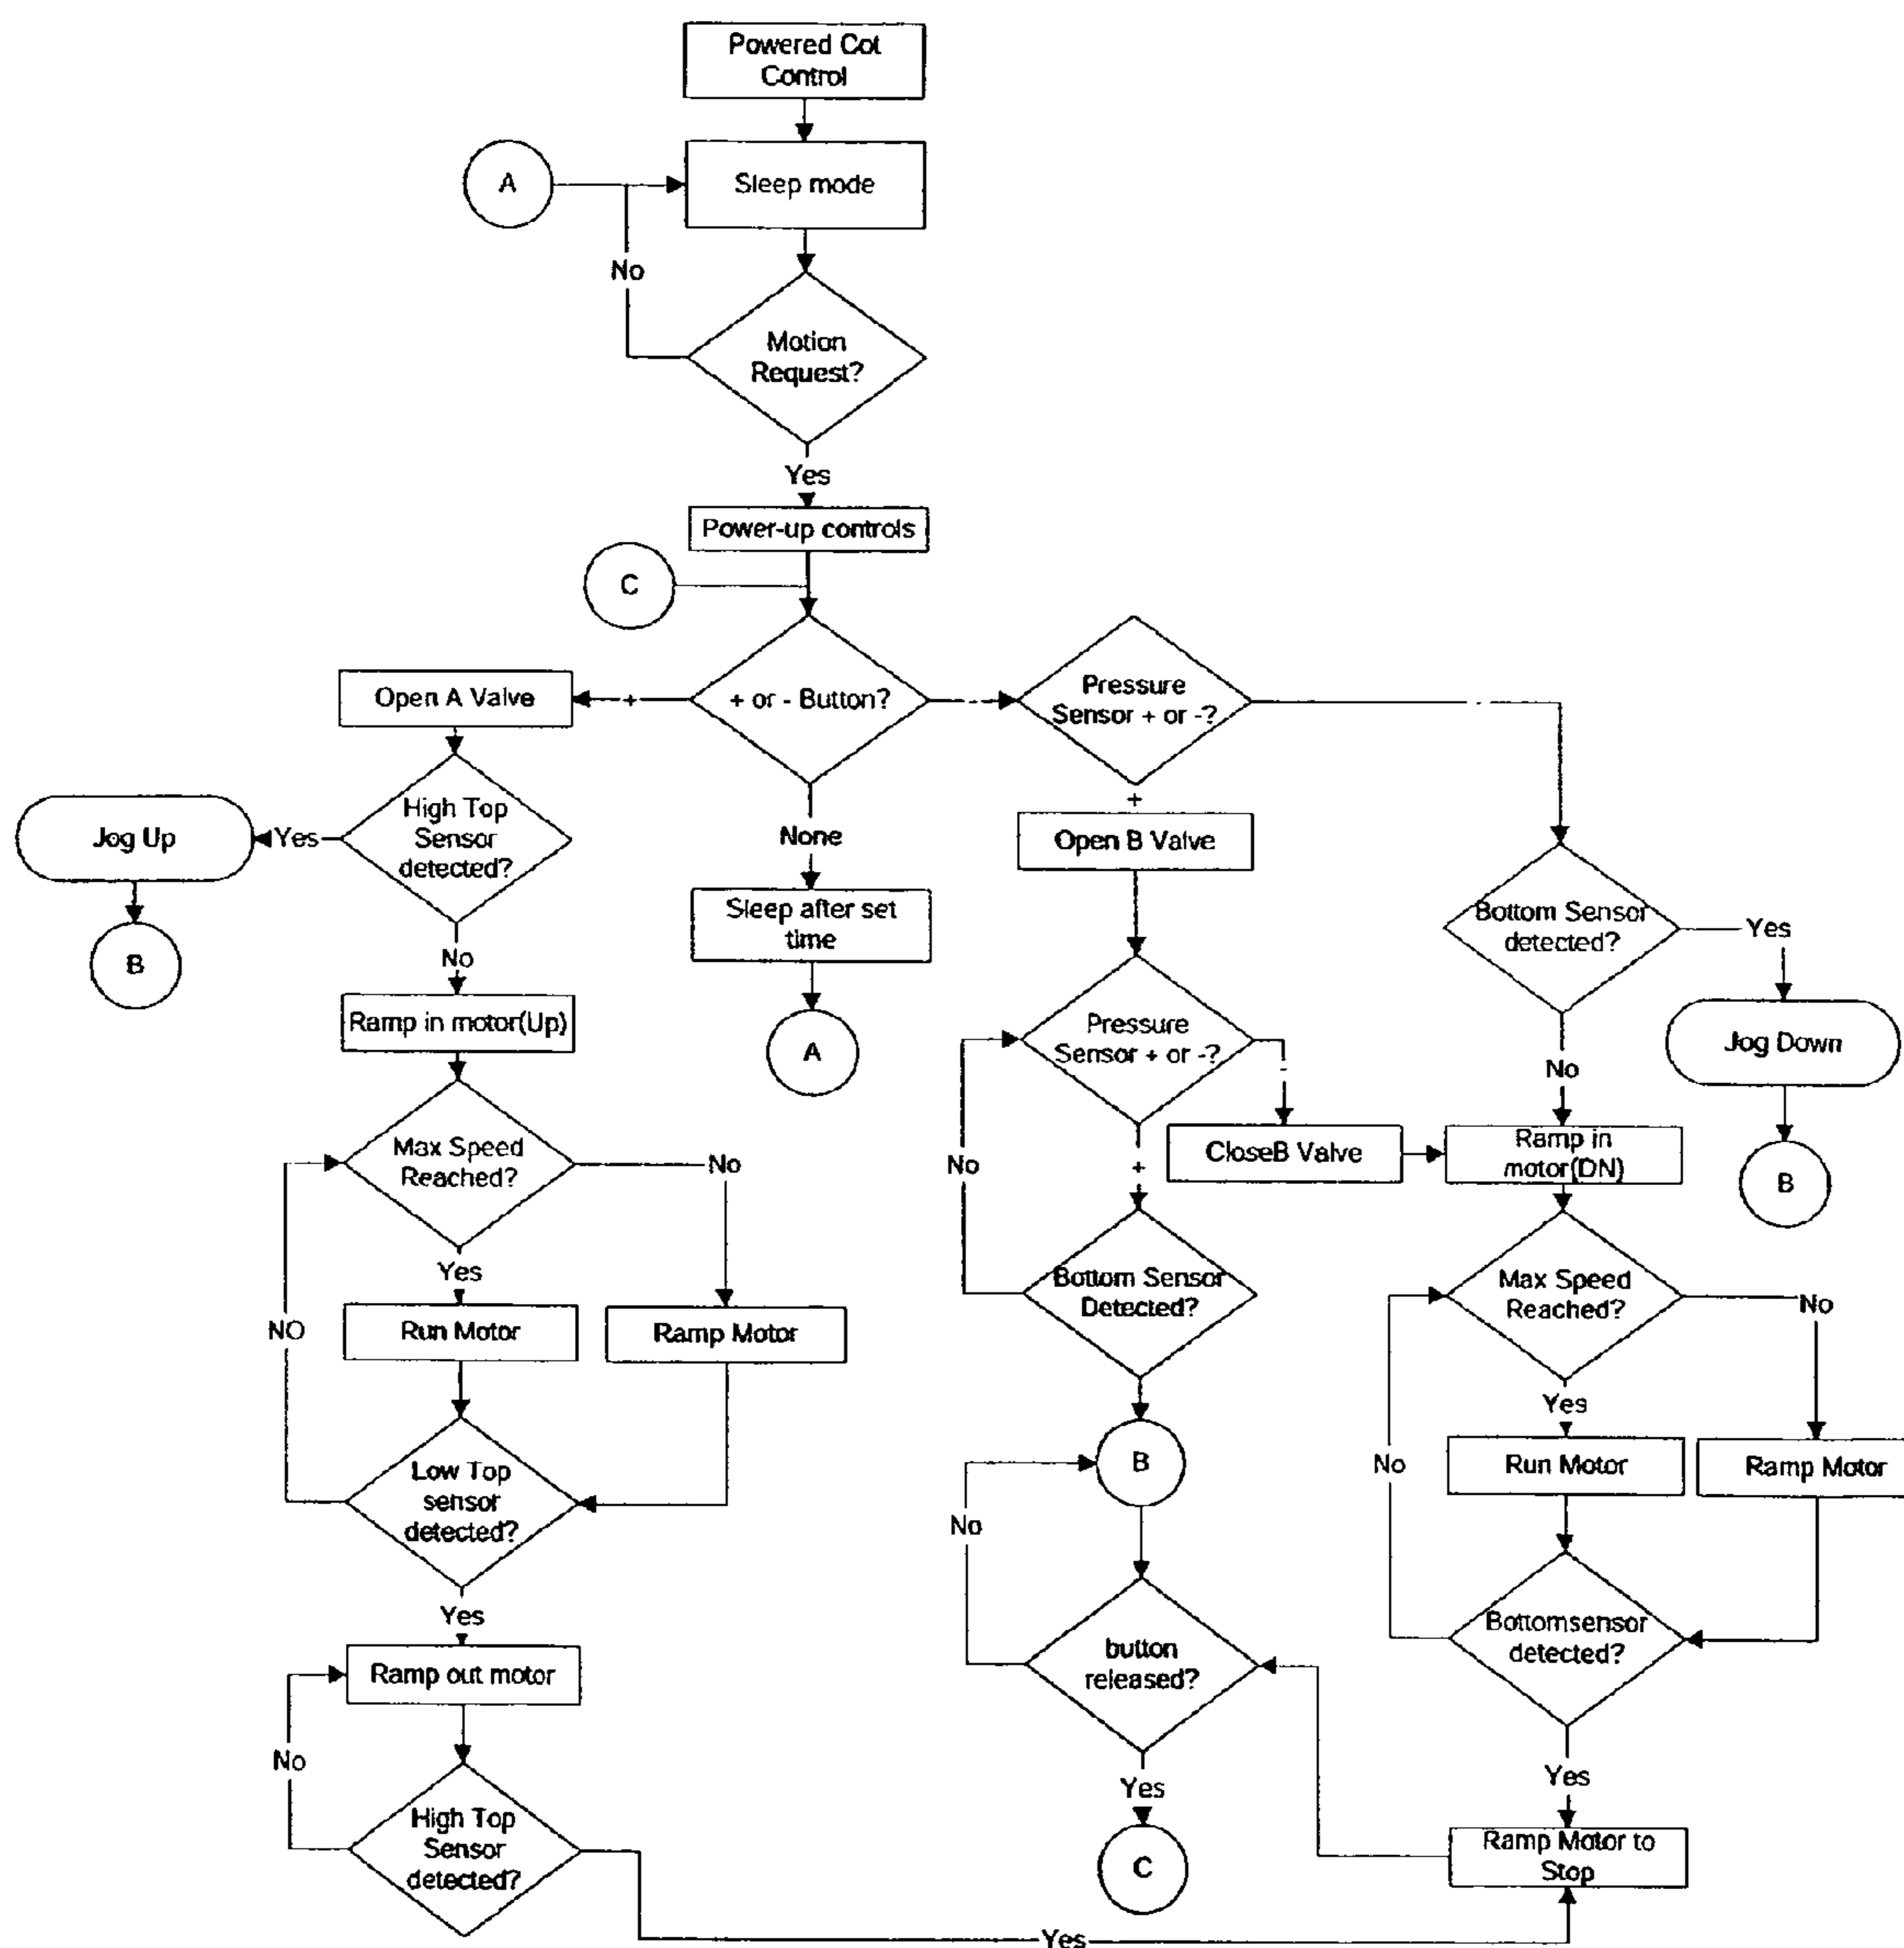 Powered Cot
Control
A
Sleep mode
No
Motion
Request?
Yes
Power-up controls
C
Open A Valve
+
+ or - Button?
-
Pressure
Sensor + or -?
-
High Top
Sensor
detected?
Yes
Jog Up
B
None
Sleep after set
time
A
+
Open B Valve
Bottom Sensor
detected?
Yes
Jog Down
B
No
No
Ramp in motor(Up)
Pressure
Sensor + or -?
-
CloseB Valve
Ramp in
motor(DN)
Max Speed
Reached?
No
Yes
NO
Run Motor
Ramp Motor
No
+
Bottom Sensor
Detected?
Max Speed
Reached?
No
Yes
No
Run Motor
Ramp Motor
Low Top
sensor
detected?
Yes
B
No
button
released?
Yes
C
Bottomsensor
detected?
Yes
Ramp Motor to
Stop
Ramp out motor
No
High Top
Sensor
detected?
Yes